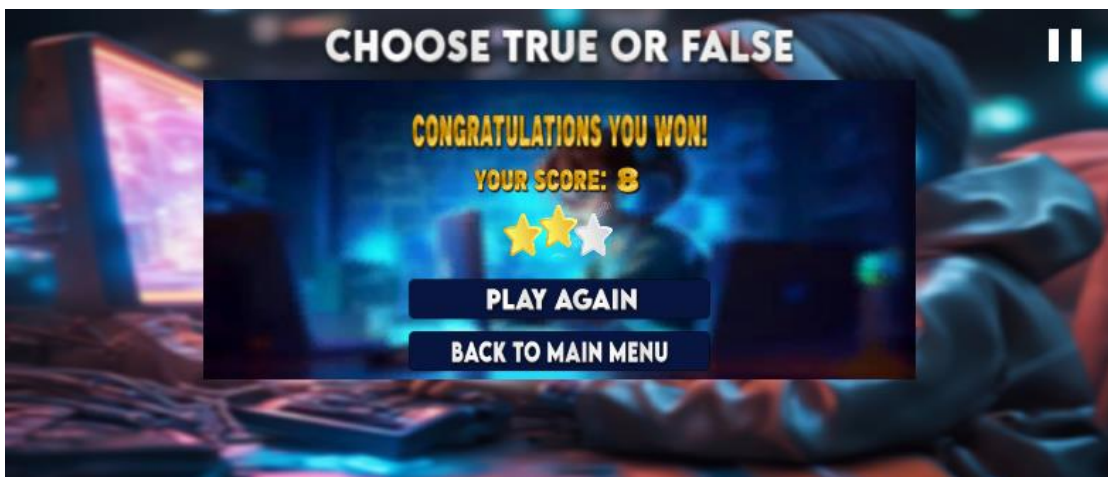 CHOOSE TRUE OR FALSE
CONGRATULATIONS YOU WON!
YOUR SCORE: 8
PLAY AGAIN
BACK TO MAIN MENU